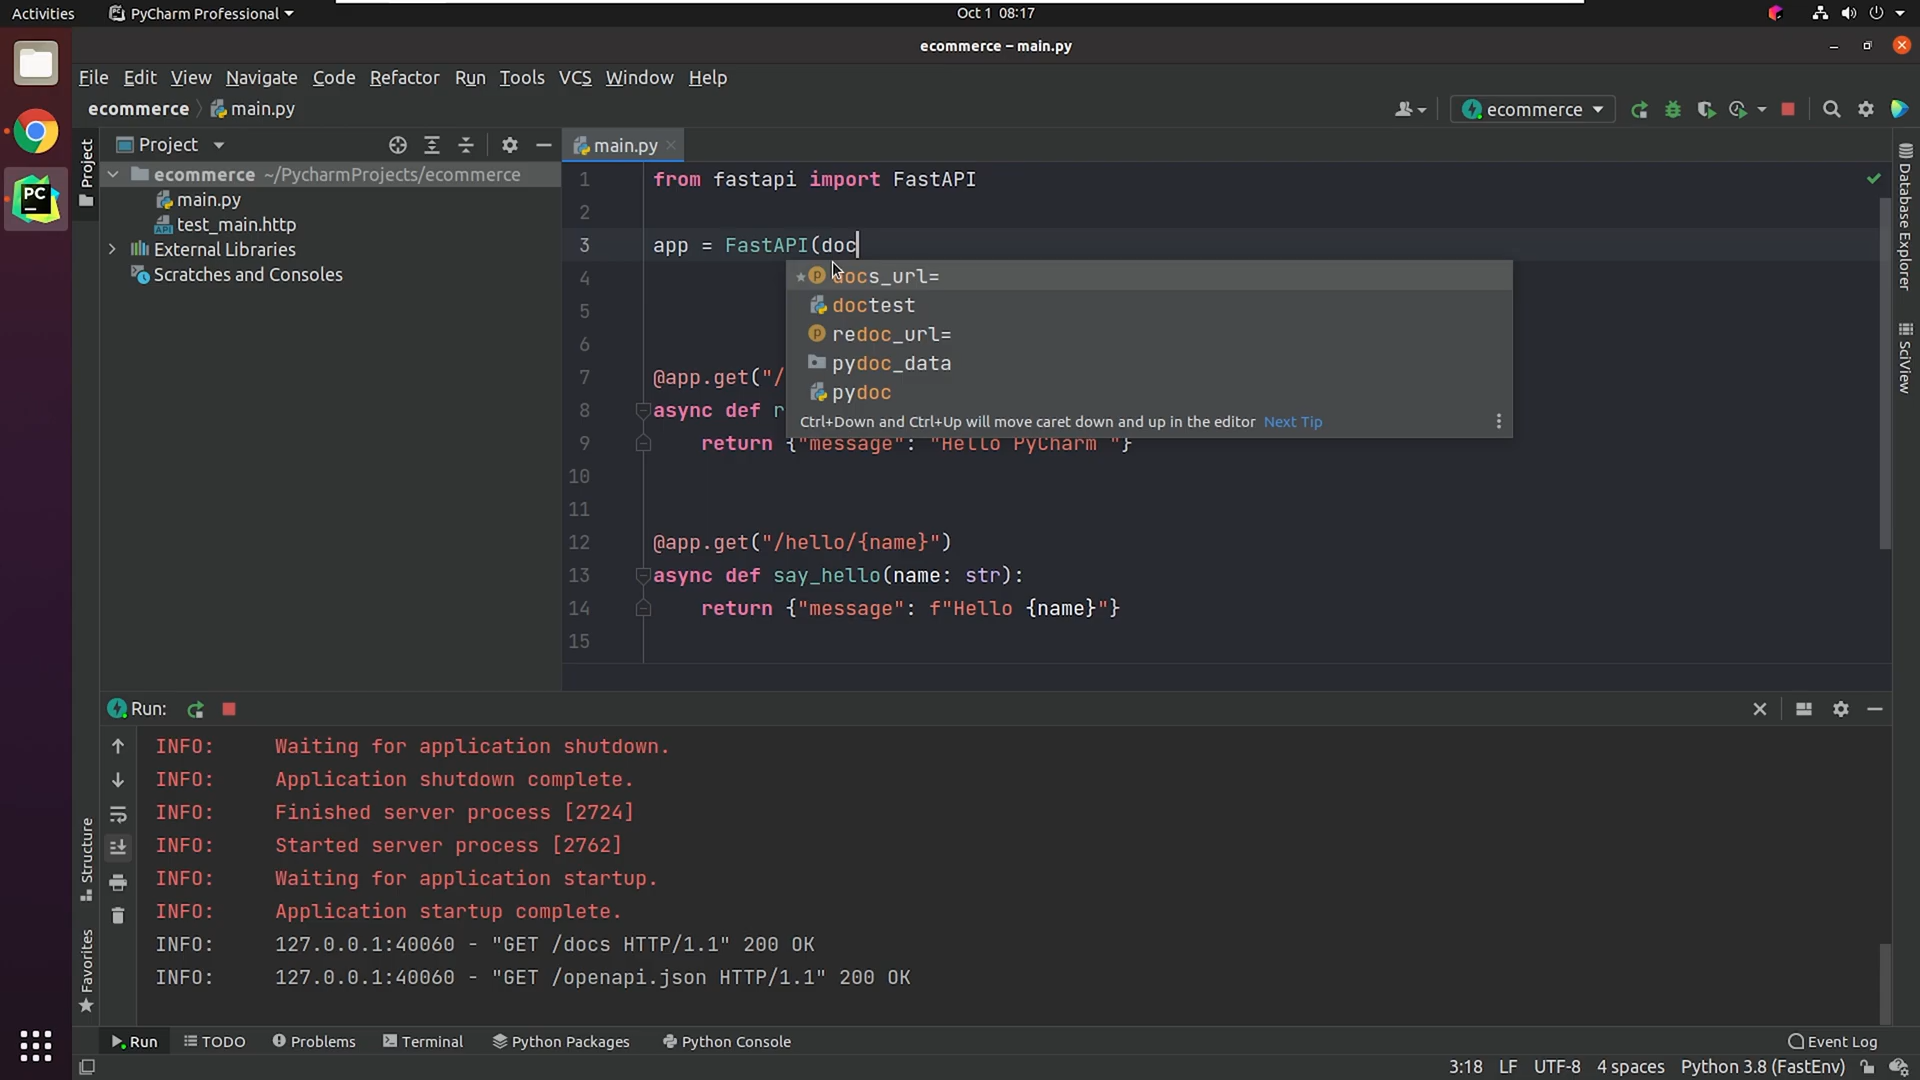 Activities
PyCharm Professional
Oct 1 08:17
ecommerce – main.py
File Edit View Navigate Code Refactor Run Tools VCS Window Help
ecommerce main.py
ecommerce
Project
Project
main.py
ecommerce ~/PycharmProjects/ecommerce
main.py
test_main.http
External Libraries
Scratches and Consoles
1 from fastapi import FastAPI
2
3 app = FastAPI(doc
4
5
6
7 @app.get("/
8 async def r
9 return {"message": "Hello PyCharm "}
10
11
12 @app.get("/hello/{name}")
13 async def say_hello(name: str):
14 return {"message": f"Hello {name}"}
15
docs_url=
doctest
redoc_url=
pydoc_data
pydoc
Ctrl+Down and Ctrl+Up will move caret down and up in the editor Next Tip
Database Explorer
SciView
Structure
Favorites
Run:
INFO: Waiting for application shutdown.
INFO: Application shutdown complete.
INFO: Finished server process [2724]
INFO: Started server process [2762]
INFO: Waiting for application startup.
INFO: Application startup complete.
INFO: 127.0.0.1:40060 - "GET /docs HTTP/1.1" 200 OK
INFO: 127.0.0.1:40060 - "GET /openapi.json HTTP/1.1" 200 OK
Run TODO Problems Terminal Python Packages Python Console Event Log
3:18 LF UTF-8 4 spaces Python 3.8 (FastEnv)
PC
API